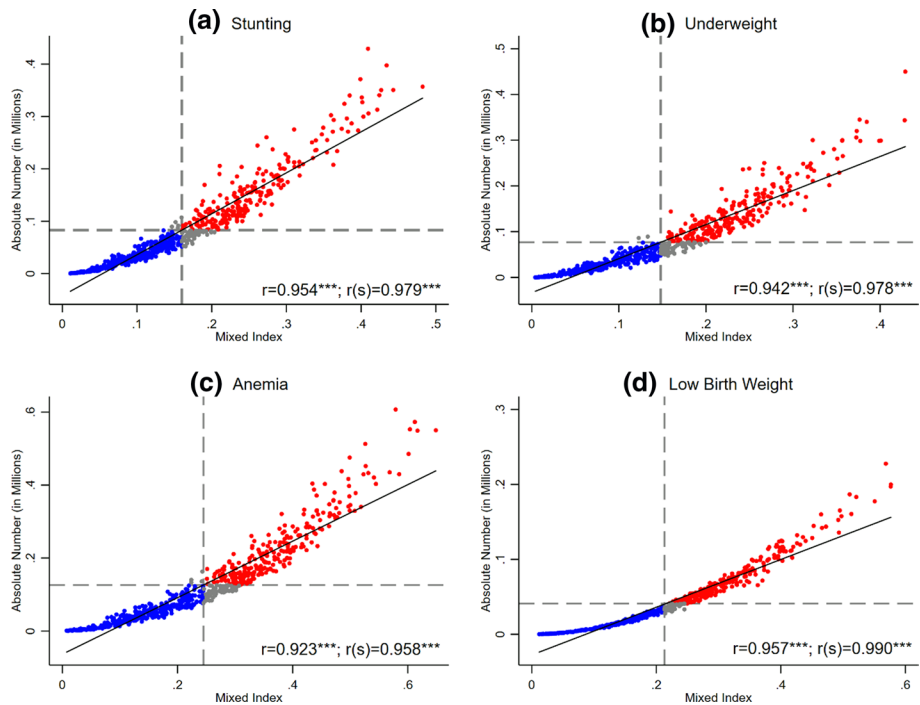 (a) Stunting
Absolute Number (in Millions)
.4
.3
.2
.1
0
r=0.954***; r(s)=0.979***
0 .1 .2 .3 .4 .5
Mixed Index
(b) Underweight
Absolute Number (in Millions)
.5
.4
.3
.2
.1
0
r=0.942***; r(s)=0.978***
0 .1 .2 .3 .4
Mixed Index
(c) Anemia
Absolute Number (in Millions)
.6
.4
.2
0
r=0.923***; r(s)=0.958***
0 .2 .4 .6
Mixed Index
(d) Low Birth Weight
Absolute Number (in Millions)
.3
.2
.1
0
r=0.957***; r(s)=0.990***
0 .2 .4 .6
Mixed Index